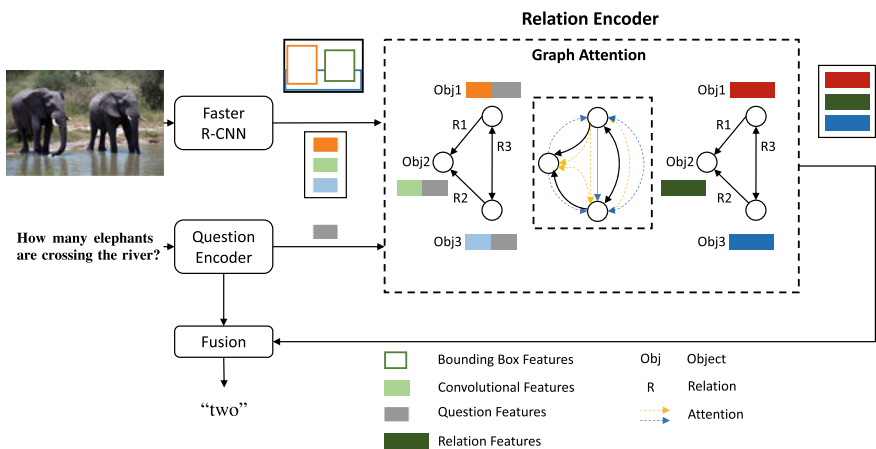 Relation Encoder
Graph Attention
Faster
R-CNN
Obj1
R1
R3
Obj2
R2
Obj3
Obj1
R1
R3
Obj2
R2
Obj3
How many elephants
are crossing the river?
Question
Encoder
Fusion
“two”
Bounding Box Features
Convolutional Features
Question Features
Relation Features
Obj Object
R Relation
Attention